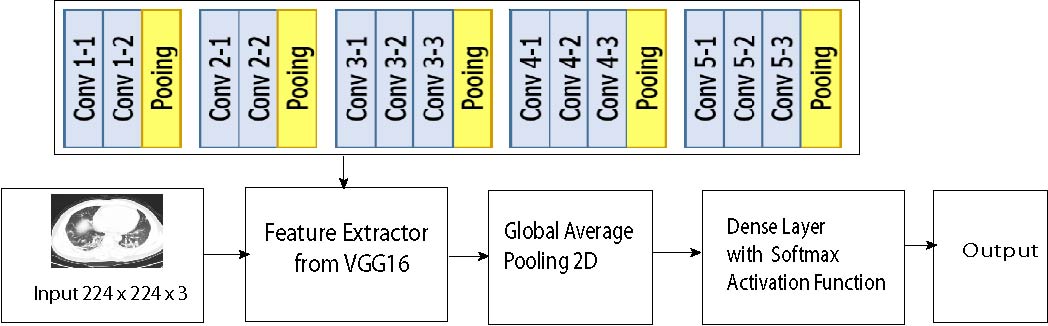 Conv 1-1
Conv 1-2
Pooing
Conv 2-1
Conv 2-2
Pooing
Conv 3-1
Conv 3-2
Conv 3-3
Pooing
Conv 4-1
Conv 4-2
Conv 4-3
Pooing
Conv 5-1
Conv 5-2
Conv 5-3
Pooing
Input 224 x 224 x 3
Feature Extractor
from VGG16
Global Average
Pooling 2D
Dense Layer
with Softmax
Activation Function
Output